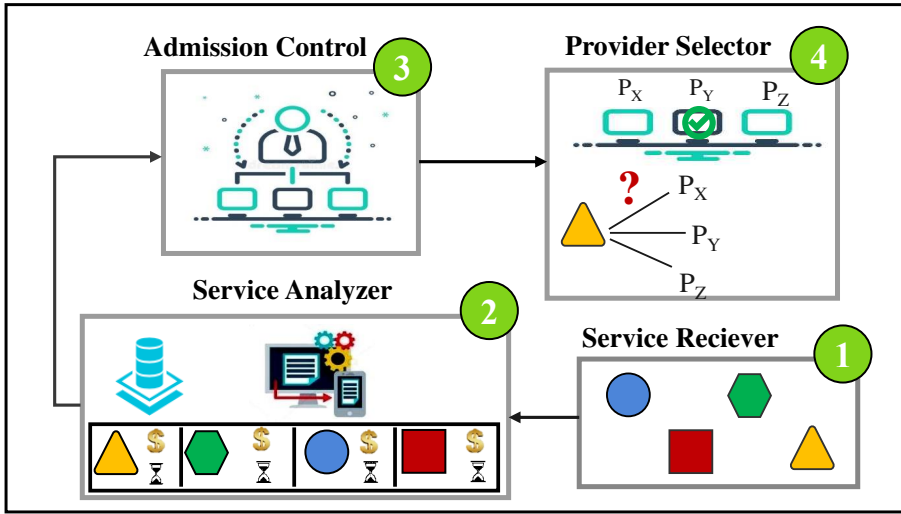 Admission Control
3
Provider Selector
4
P_X P_Y P_Z
?
P_X
P_Y
P_Z
Service Analyzer
2
Service Reciever
1
$ $ $ $